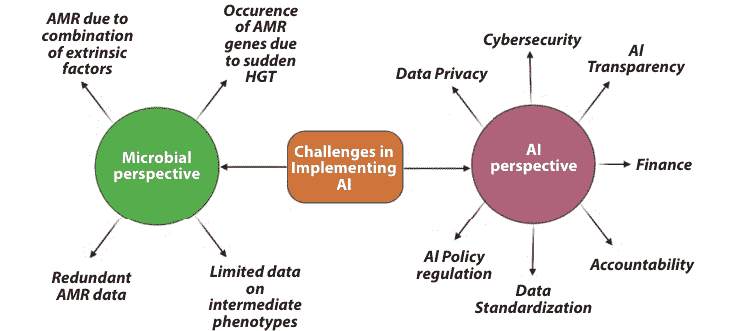 AMR due to
combination
of extrinsic
factors
Occurence
of AMR
genes due
to sudden
HGT
Microbial
perspective
Redundant
AMR data
Limited data
on
intermediate
phenotypes
Challenges in
Implementing
AI
AI
perspective
Data Privacy
Cybersecurity
AI
Transparency
Finance
Accountability
Data
Standardization
AI Policy
regulation